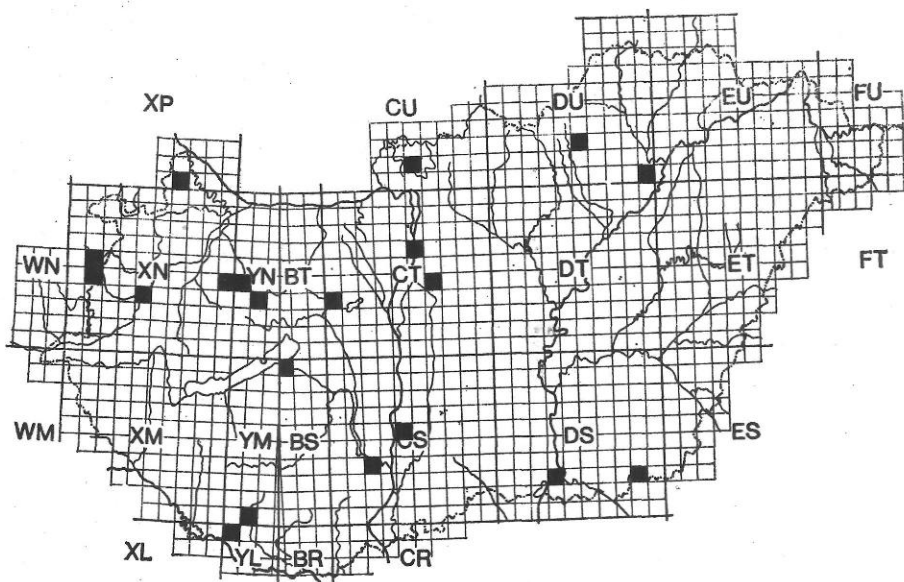 XP CU DU EU FU
WN XN YN BT CT DT ET FT
WM XM YM BS CS DS ES
XL YL BR CR